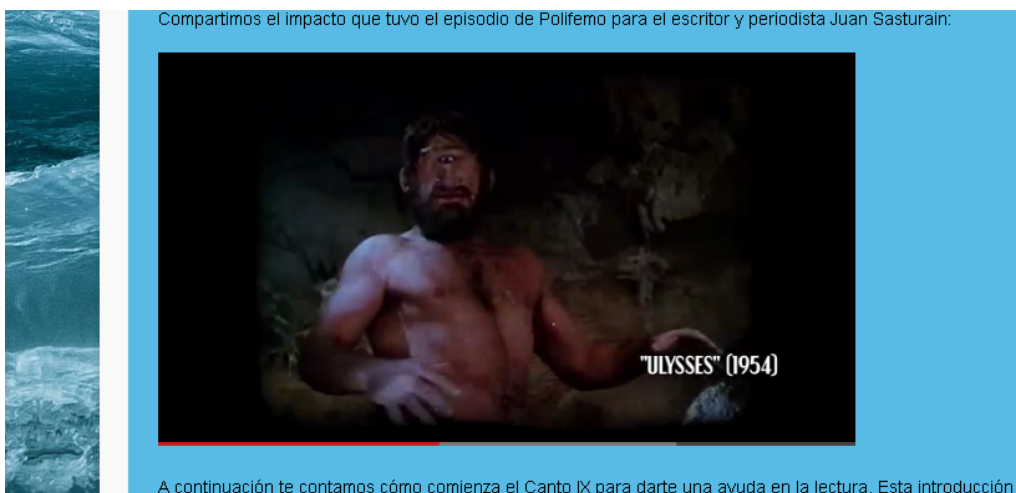 Compartimos el impacto que tuvo el episodio de Polifemo para el escritor y periodista Juan Sasturain:
"ULYSSES" (1954)
A continuación te contamos cómo comienza el Canto IX para darte una ayuda en la lectura. Esta introducción